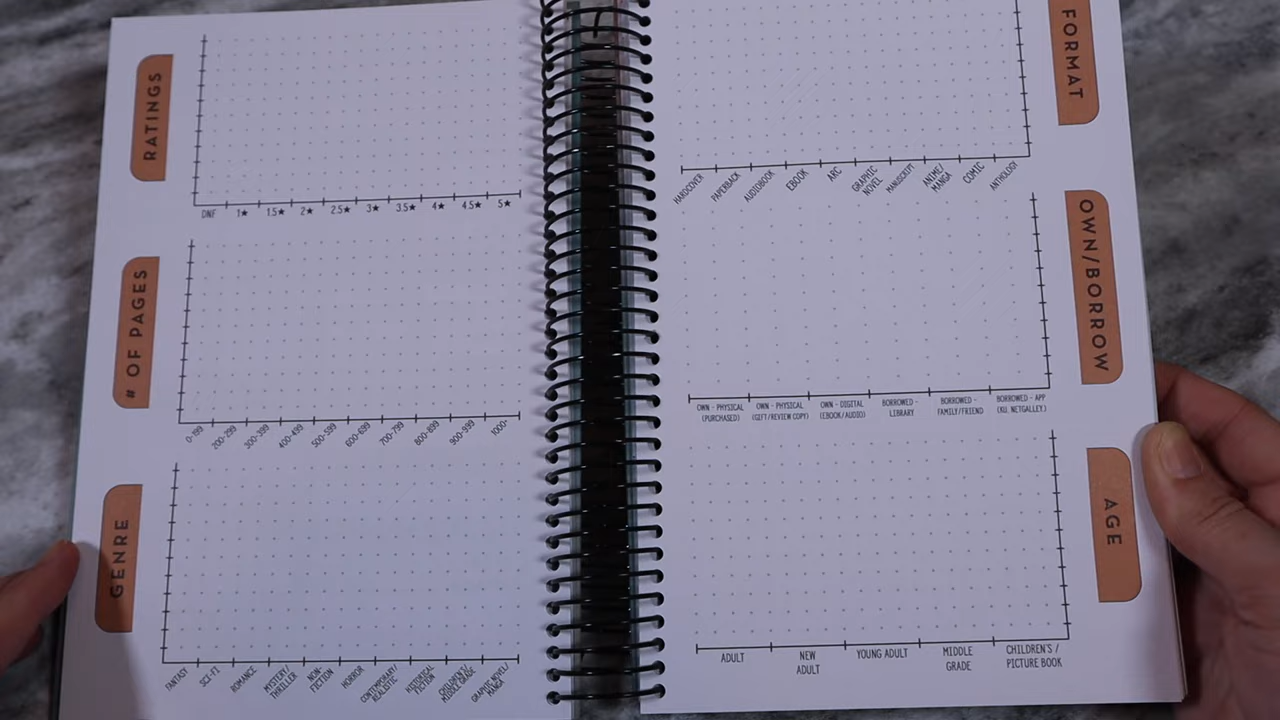 RATINGS
DNF 1★ 1.5★ 2★ 2.5★ 3★ 3.5★ 4★ 4.5★ 5★
# OF PAGES
0-199 200-299 300-399 400-499 500-599 600-699 700-799 800-899 900-999 1000+
GENRE
FANTASY
SCI-FI
ROMANCE
MYSTERY/
THRILLER
NON-
FICTION
HORROR
CONTEMPORARY/
REALISTIC
HISTORICAL
FICTION
CHILDREN'S/
MIDDLE GRADE
GRAPHIC NOVEL/
MANGA
FORMAT
HARDCOVER
PAPERBACK
AUDIOBOOK
EBOOK
ARC
GRAPHIC
NOVEL
MANUSCRIPT
ANIME/
MANGA
COMIC
ANTHOLOGY
OWN/BORROW
OWN - PHYSICAL
(PURCHASED)
OWN - PHYSICAL
(GIFT/REVIEW COPY)
OWN - DIGITAL
(EBOOK/AUDIO)
BORROWED -
LIBRARY
BORROWED -
FAMILY/FRIEND
BORROWED - APP
(KU, NETGALLEY,)
AGE
ADULT
NEW
ADULT
YOUNG ADULT
MIDDLE
GRADE
CHILDREN'S /
PICTURE BOOK